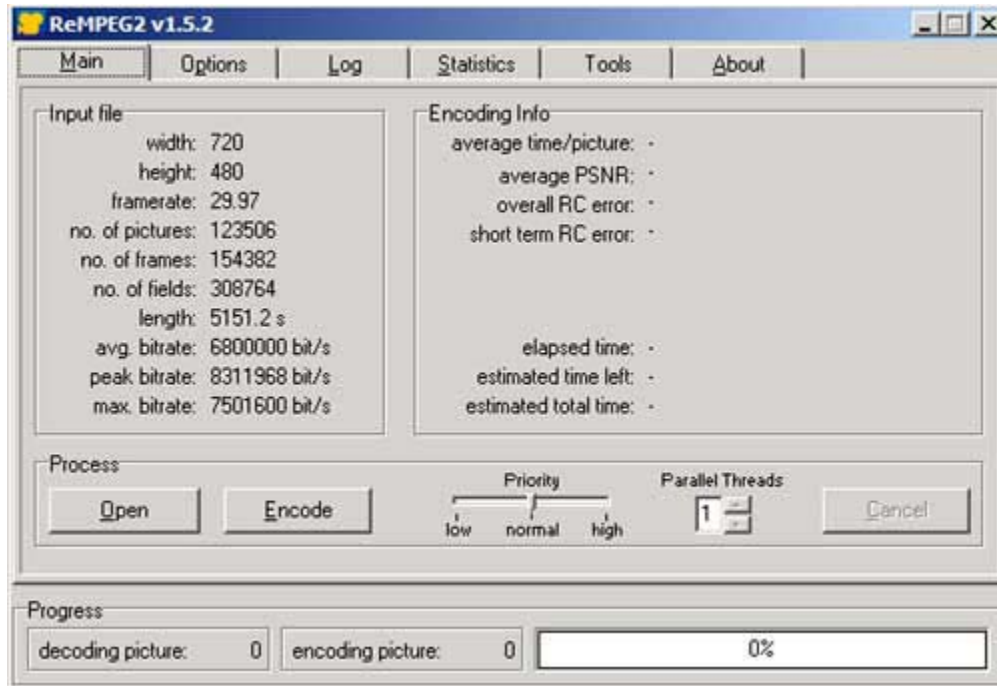 ReMPEG2 v1.5.2
Main Options Log Statistics Tools About
Input file
width: 720
height: 480
framerate: 29.97
no. of pictures: 123506
no. of frames: 154382
no. of fields: 308764
length: 5151.2 s
avg. bitrate: 6800000 bit/s
peak bitrate: 8311968 bit/s
max. bitrate: 7501600 bit/s
Encoding Info
average time/picture: -
average PSNR: -
overall RC error: -
short term RC error: -
elapsed time: -
estimated time left: -
estimated total time: -
Process
Open Encode
Priority
low normal high
Parallel Threads
1
Cancel
Progress
decoding picture: 0 encoding picture: 0 0%